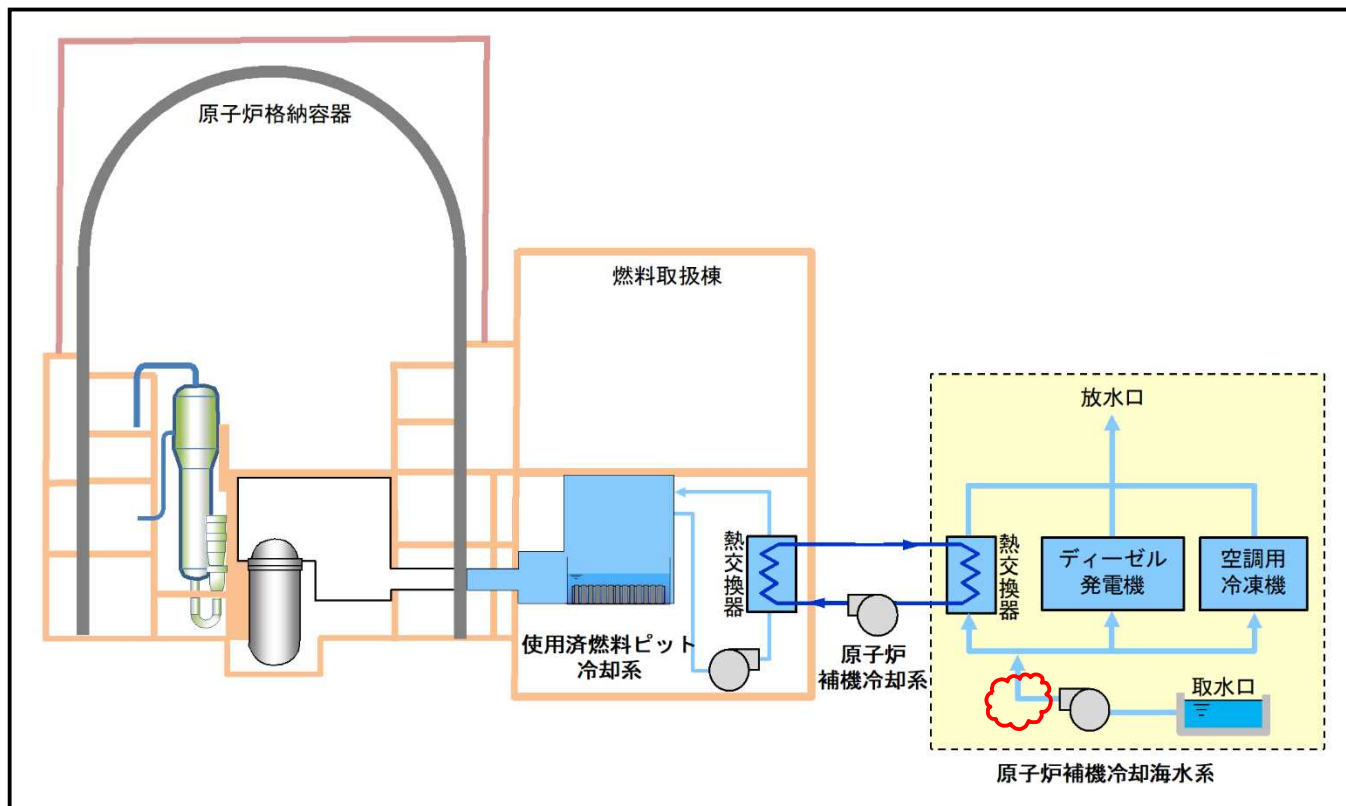 原子炉格納容器
燃料取扱棟
放水口
熱交換器
熱交換器
ディーゼル
発電機
空調用
冷凍機
使用済燃料ピット
冷却系
原子炉
補機冷却系
取水口
原子炉補機冷却海水系